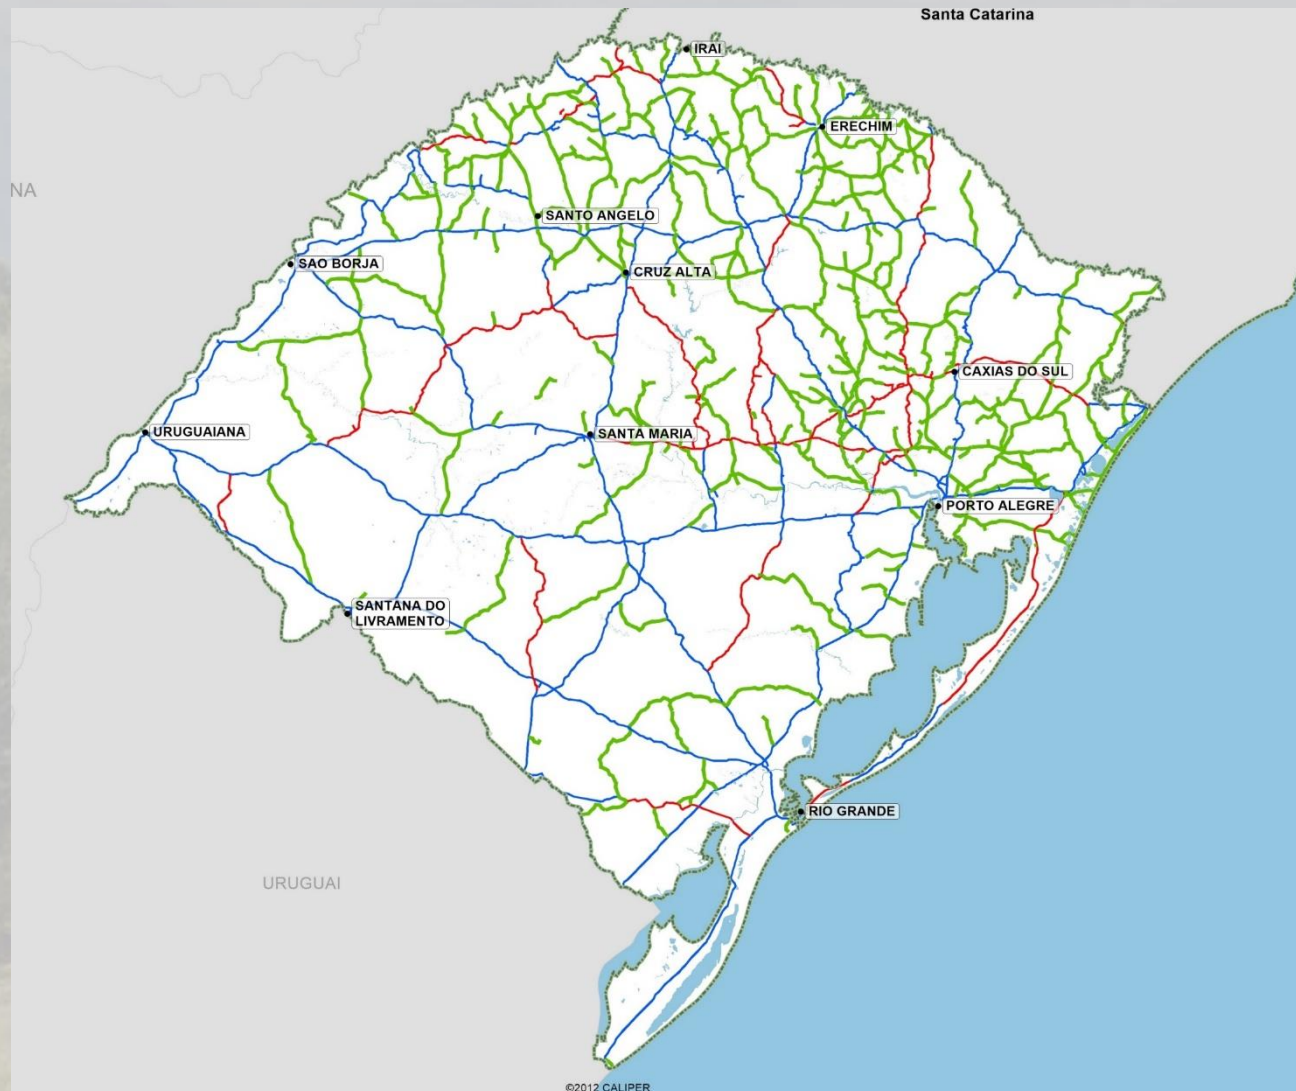 Santa Catarina
IRAI
ERECHIM
NA
SANTO ANGELO
SAO BORJA
CRUZ ALTA
CAXIAS DO SUL
URUGUAIANA
SANTA MARIA
PORTO ALEGRE
SANTANA DO
LIVRAMENTO
RIO GRANDE
URUGUAI
©2012 CALIPER